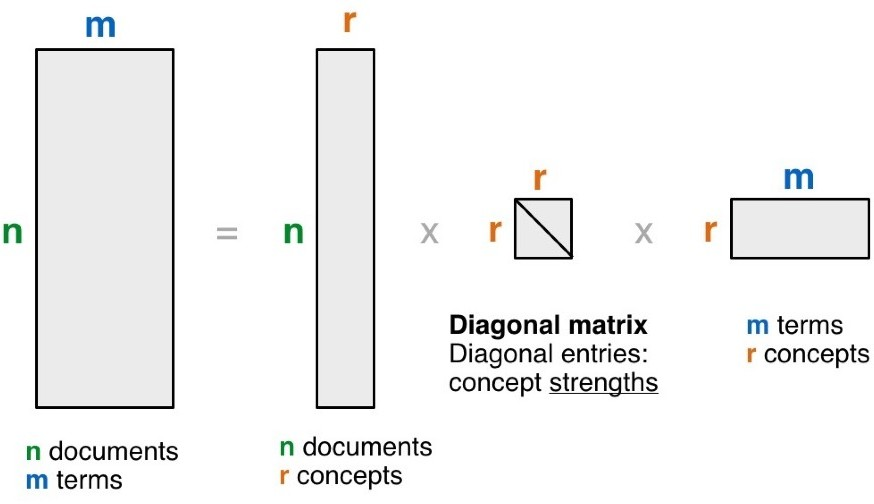 m
r
r
m
n
=
n
x
r
x
r
Diagonal matrix
Diagonal entries:
concept strengths
m terms
r concepts
n documents
m terms
n documents
r concepts